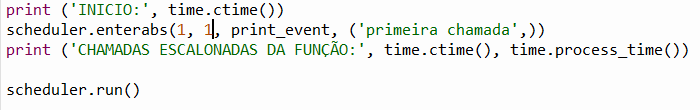 print ('INICIO:', time.ctime())
scheduler.enterabs(1, 1, print_event, ('primeira chamada',))
print ('CHAMADAS ESCALONADAS DA FUNÇÃO:', time.ctime(), time.process_time())
scheduler.run()